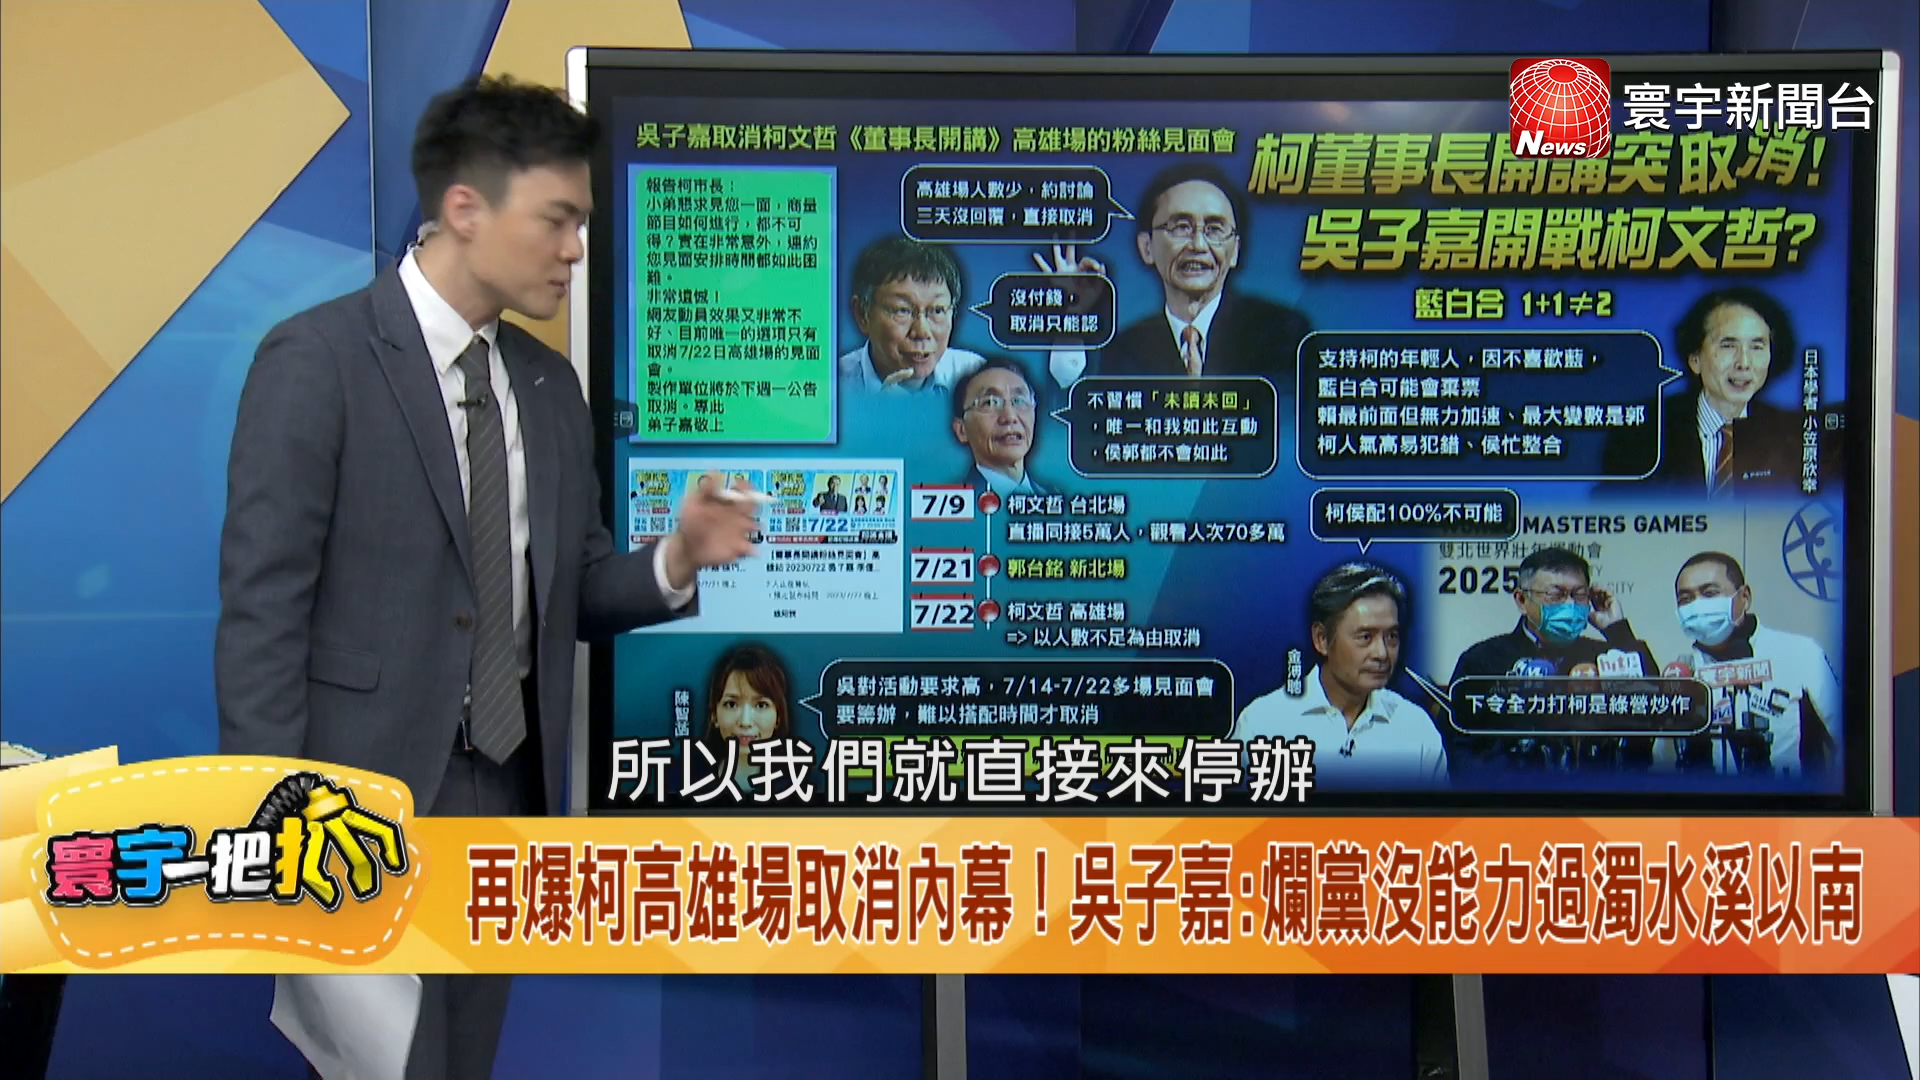 News 寰宇新聞台
吳子嘉取消柯文哲《董事長開講》高雄場的粉絲見面會
柯董事長開講突取消!
吳子嘉開戰柯文哲?
藍白合 1+1≠2
報告柯市長：
小弟懇求見您一面，商量
節目如何進行，都不可
得？實在非常意外，連約
您見面安排時間都如此困
難。
非常遺憾！
網友動員效果又非常不
好、目前唯一的選項只有
取消7/22日高雄場的見面
會。
製作單位將於下週一公告
取消。專此
弟子嘉敬上
高雄場人數少，約討論
三天沒回覆，直接取消
沒付錢，
取消只能認
不習慣「未讀未回」
，唯一和我如此互動
，侯郭都不會如此
支持柯的年輕人，因不喜歡藍，
藍白合可能會棄票
賴最前面但無力加速、最大變數是郭
柯人氣高易犯錯、侯忙整合
日本學者 小笠原欣幸
7/22
7/9
柯文哲 台北場
直播同接5萬人，觀看人次70多萬
7/21
郭台銘 新北場
7/22
柯文哲 高雄場
=> 以人數不足為由取消
柯侯配100%不可能
MASTERS GAMES
雙北世界壯年運動會
2025
金溥聰
下令全力打柯是綠營炒作
陳智菡
吳對活動要求高，7/14-7/22多場見面會
要籌辦，難以搭配時間才取消
所以我們就直接來停辦
寰宇一把抓
再爆柯高雄場取消內幕！吳子嘉:爛黨沒能力過濁水溪以南